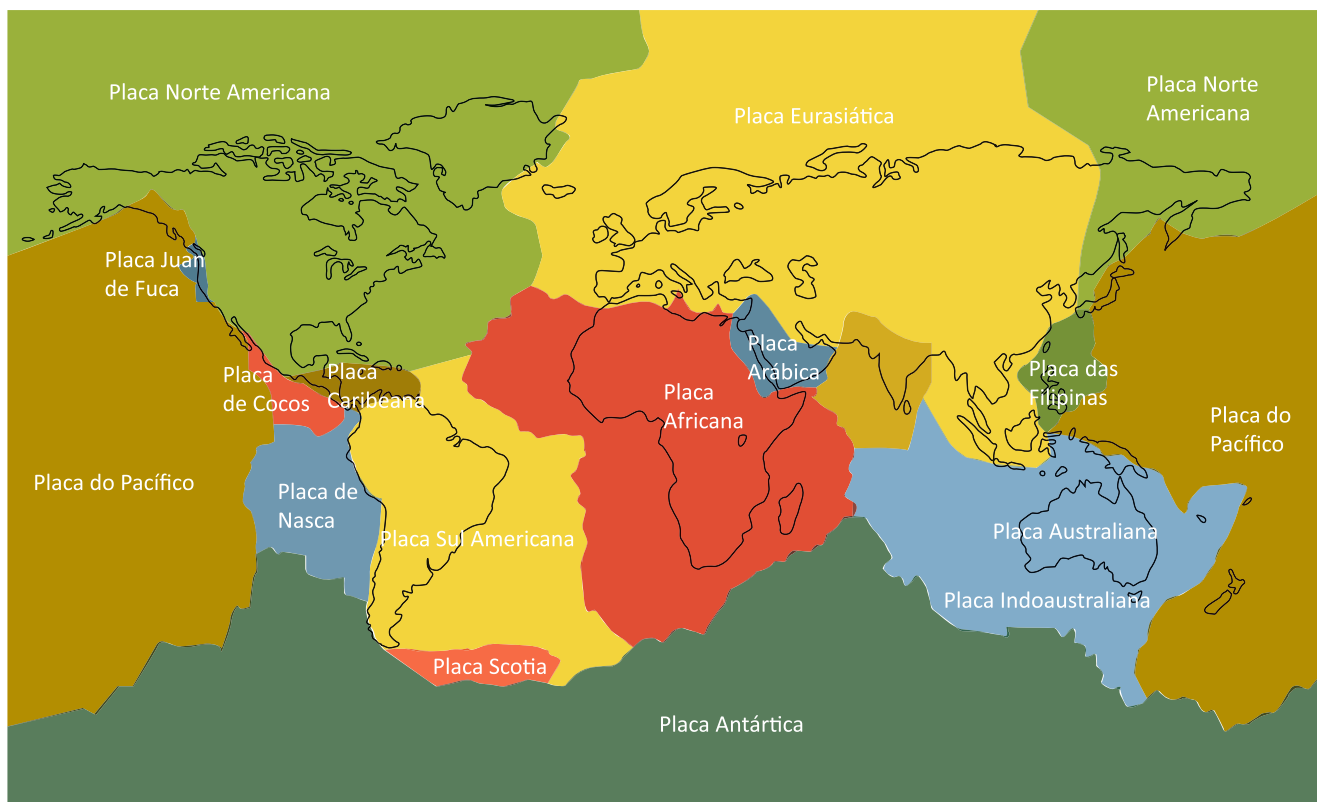 Placa Norte Americana
Placa Norte
Americana
Placa Eurasiática
Placa Juan
de Fuca
Placa
de Cocos
Placa
Caribeana
Placa
Arábica
Placa
Africana
Placa das
Filipinas
Placa do
Pacífico
Placa do Pacífico
Placa de
Nasca
Placa Sul Americana
Placa Australiana
Placa Indoaustraliana
Placa Scotia
Placa Antártica